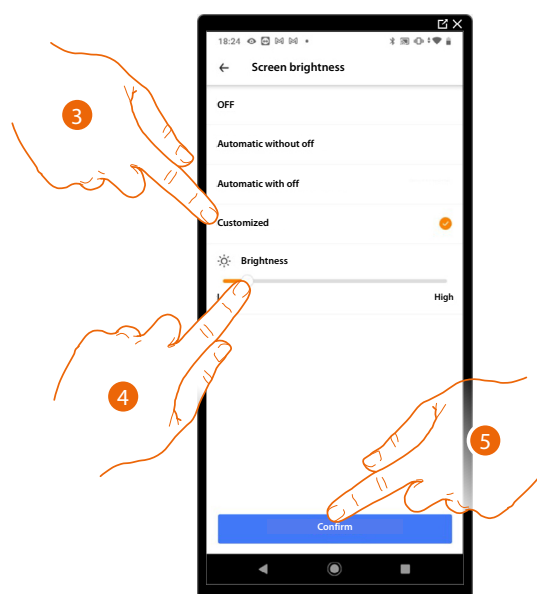 18:24
Screen brightness
OFF
Automatic without off
3
Automatic with off
Customized
Brightness
High
4
5
Confirm